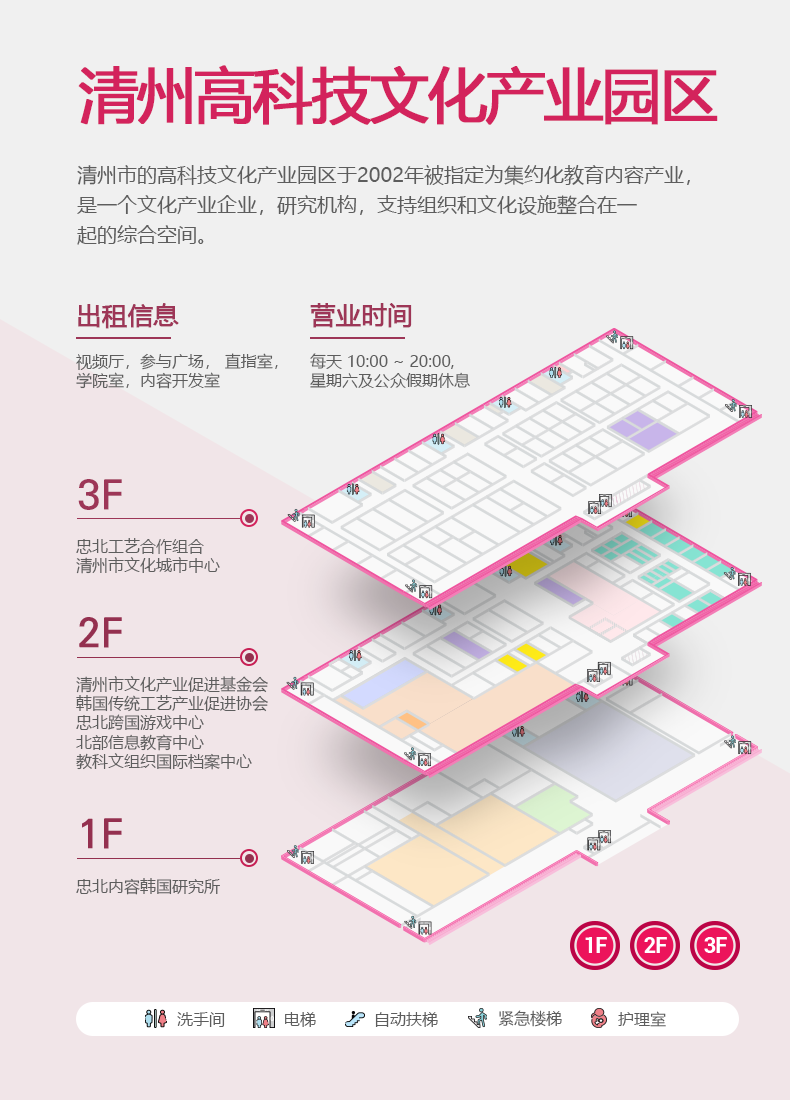 清州高科技文化产业园区
清州市的高科技文化产业园区于2002年被指定为集约化教育内容产业，
是一个文化产业企业，研究机构，支持组织和文化设施整合在一
起的综合空间。
出租信息
视频厅，参与广场， 直指室，
学院室，内容开发室
营业时间
每天 10:00 ~ 20:00,
星期六及公众假期休息
3F
忠北工艺合作组合
清州市文化城市中心
2F
清州市文化产业促进基金会
韩国传统工艺产业促进协会
忠北跨国游戏中心
北部信息教育中心
教科文组织国际档案中心
1F
忠北内容韩国研究所
1F 2F 3F
洗手间 电梯 自动扶梯 紧急楼梯 护理室